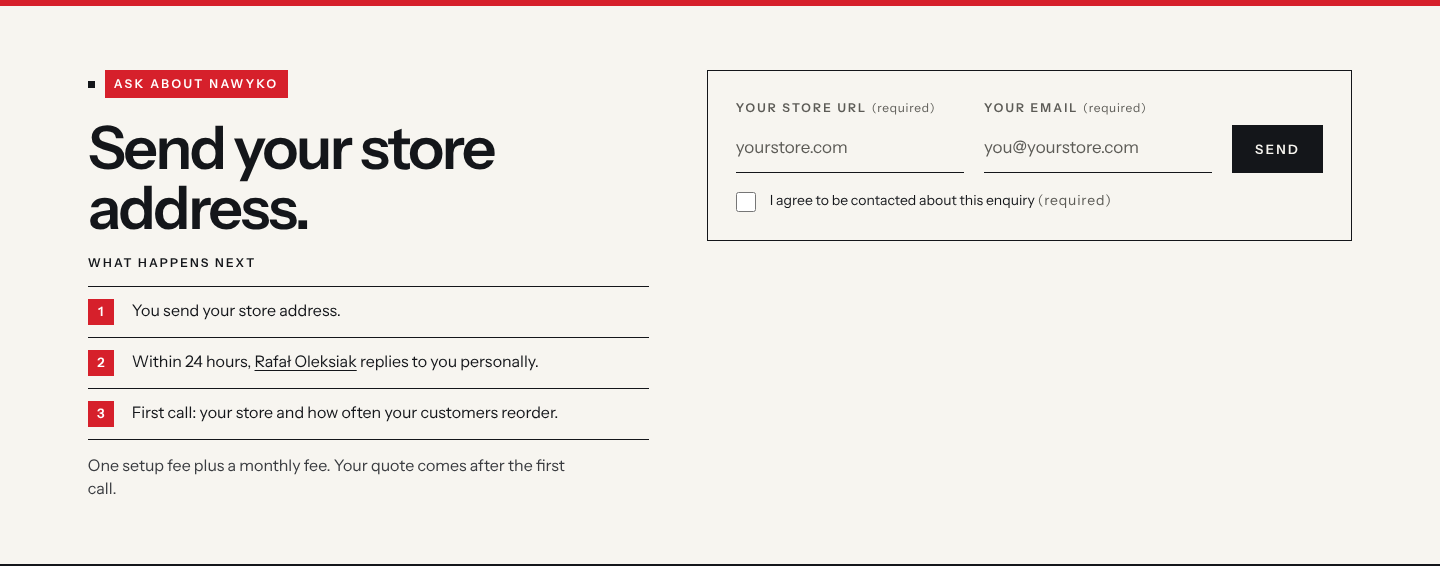 ASK ABOUT NAWYKO
Send your store
address.
WHAT HAPPENS NEXT
1 You send your store address.
2 Within 24 hours, Rafał Oleksiak replies to you personally.
3 First call: your store and how often your customers reorder.
One setup fee plus a monthly fee. Your quote comes after the first
call.
YOUR STORE URL (required)
yourstore.com
YOUR EMAIL (required)
you@yourstore.com
SEND
I agree to be contacted about this enquiry (required)